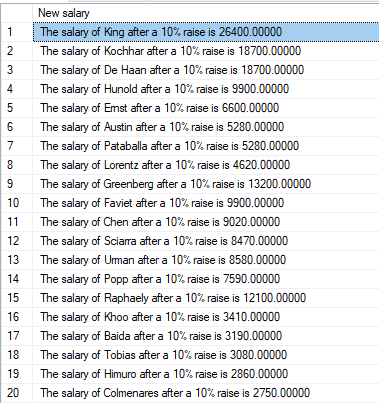 New salary
1 The salary of King after a 10% raise is 26400.00000
2 The salary of Kochhar after a 10% raise is 18700.00000
3 The salary of De Haan after a 10% raise is 18700.00000
4 The salary of Hunold after a 10% raise is 9900.00000
5 The salary of Ernst after a 10% raise is 6600.00000
6 The salary of Austin after a 10% raise is 5280.00000
7 The salary of Pataballa after a 10% raise is 5280.00000
8 The salary of Lorentz after a 10% raise is 4620.00000
9 The salary of Greenberg after a 10% raise is 13200.00000
10 The salary of Faviet after a 10% raise is 9900.00000
11 The salary of Chen after a 10% raise is 9020.00000
12 The salary of Sciarra after a 10% raise is 8470.00000
13 The salary of Urman after a 10% raise is 8580.00000
14 The salary of Popp after a 10% raise is 7590.00000
15 The salary of Raphaely after a 10% raise is 12100.00000
16 The salary of Khoo after a 10% raise is 3410.00000
17 The salary of Baida after a 10% raise is 3190.00000
18 The salary of Tobias after a 10% raise is 3080.00000
19 The salary of Himuro after a 10% raise is 2860.00000
20 The salary of Colmenares after a 10% raise is 2750.00000